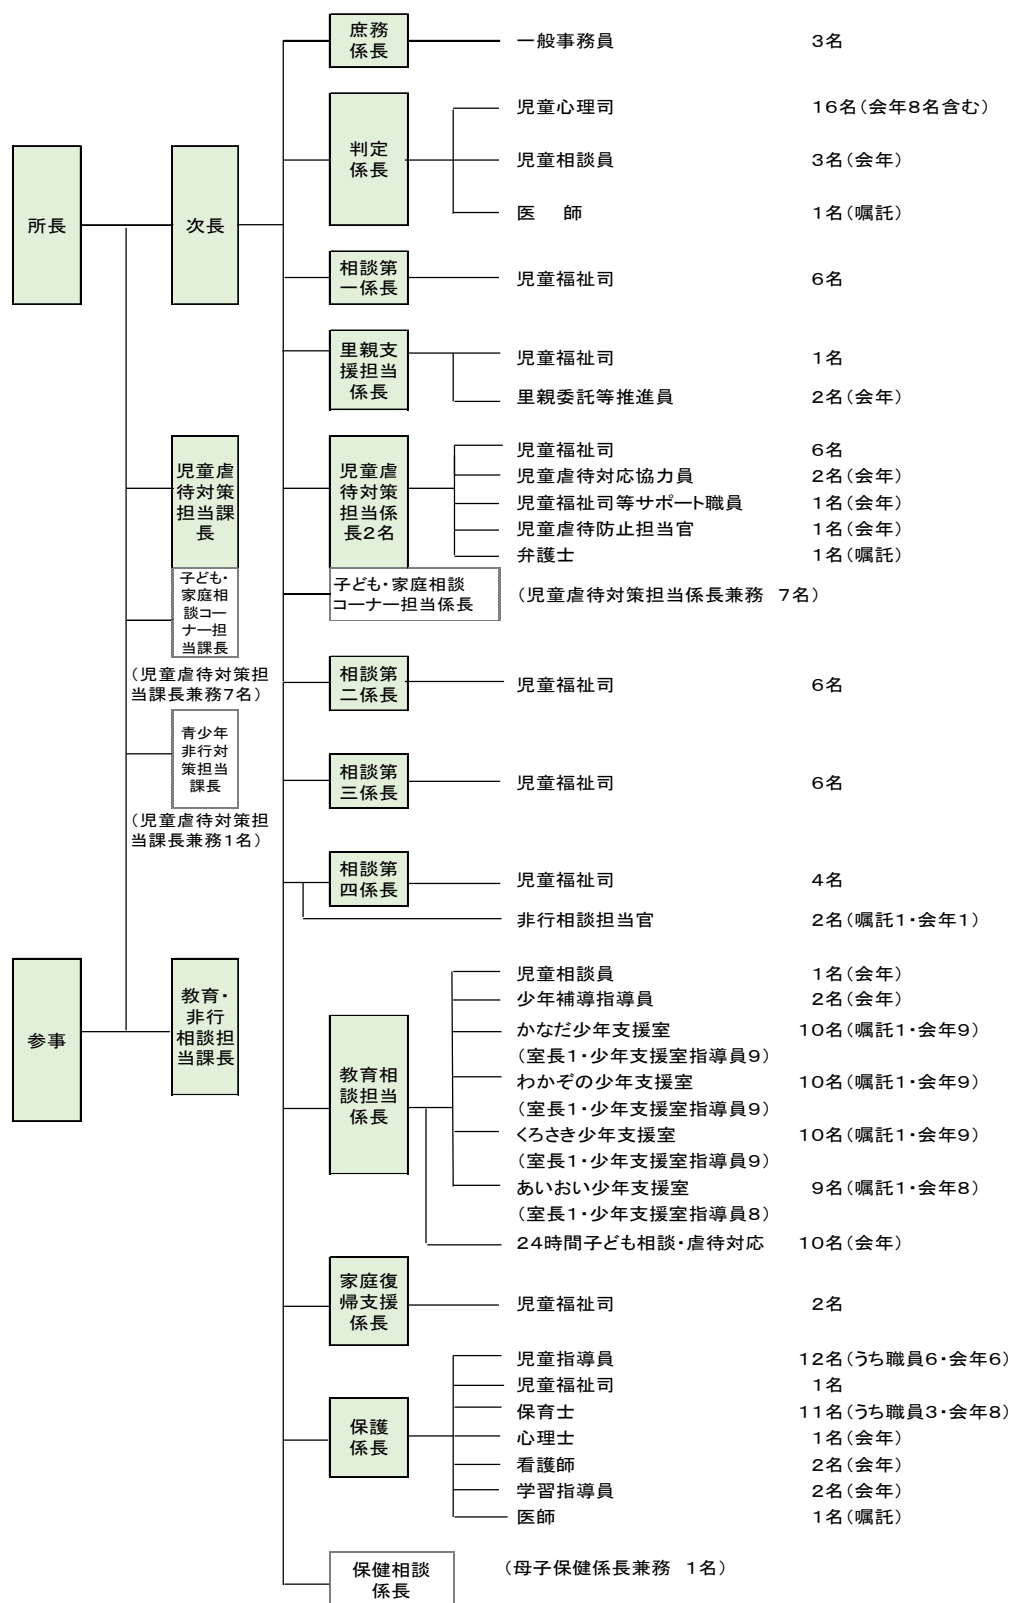 庶務
係長
一般事務員 3名
児童心理司 16名(会年8名含む)
判定
係長
児童相談員 3名(会年)
医 師 1名(嘱託)
所長
次長
相談第
一係長
児童福祉司 6名
里親支
援担当
係長
児童福祉司 1名
里親委託等推進員 2名(会年)
児童虐
待対策
担当課
長
児童虐
待対策
担当係
長2名
児童福祉司 6名
児童虐待対応協力員 2名(会年)
児童福祉司等サポート職員 1名(会年)
児童虐待防止担当官 1名(会年)
弁護士 1名(嘱託)
子ども・
家庭相
談コー
ナー担
当課長
(児童虐待対策担
当課長兼務7名)
子ども・家庭相談
コーナー担当係長
(児童虐待対策担当係長兼務 7名)
相談第
二係長
児童福祉司 6名
青少年
非行対
策担当
課長
(児童虐待対策担
当課長兼務1名)
相談第
三係長
児童福祉司 6名
相談第
四係長
児童福祉司 4名
非行相談担当官 2名(嘱託1・会年1)
参事
教育・
非行
相談担
当課長
教育相
談担当
係長
児童相談員 1名(会年)
少年補導指導員 2名(会年)
かなだ少年支援室 10名(嘱託1・会年9)
(室長1・少年支援室指導員9)
わかぞの少年支援室 10名(嘱託1・会年9)
(室長1・少年支援室指導員9)
くろさき少年支援室 10名(嘱託1・会年9)
(室長1・少年支援室指導員9)
あいおい少年支援室 9名(嘱託1・会年8)
(室長1・少年支援室指導員8)
24時間子ども相談・虐待対応 10名(会年)
家庭復
帰支援
係長
児童福祉司 2名
保護
係長
児童指導員 12名(うち職員6・会年6)
児童福祉司 1名
保育士 11名(うち職員3・会年8)
心理士 1名(会年)
看護師 2名(会年)
学習指導員 2名(会年)
医師 1名(嘱託)
保健相談
係長
(母子保健係長兼務 1名)